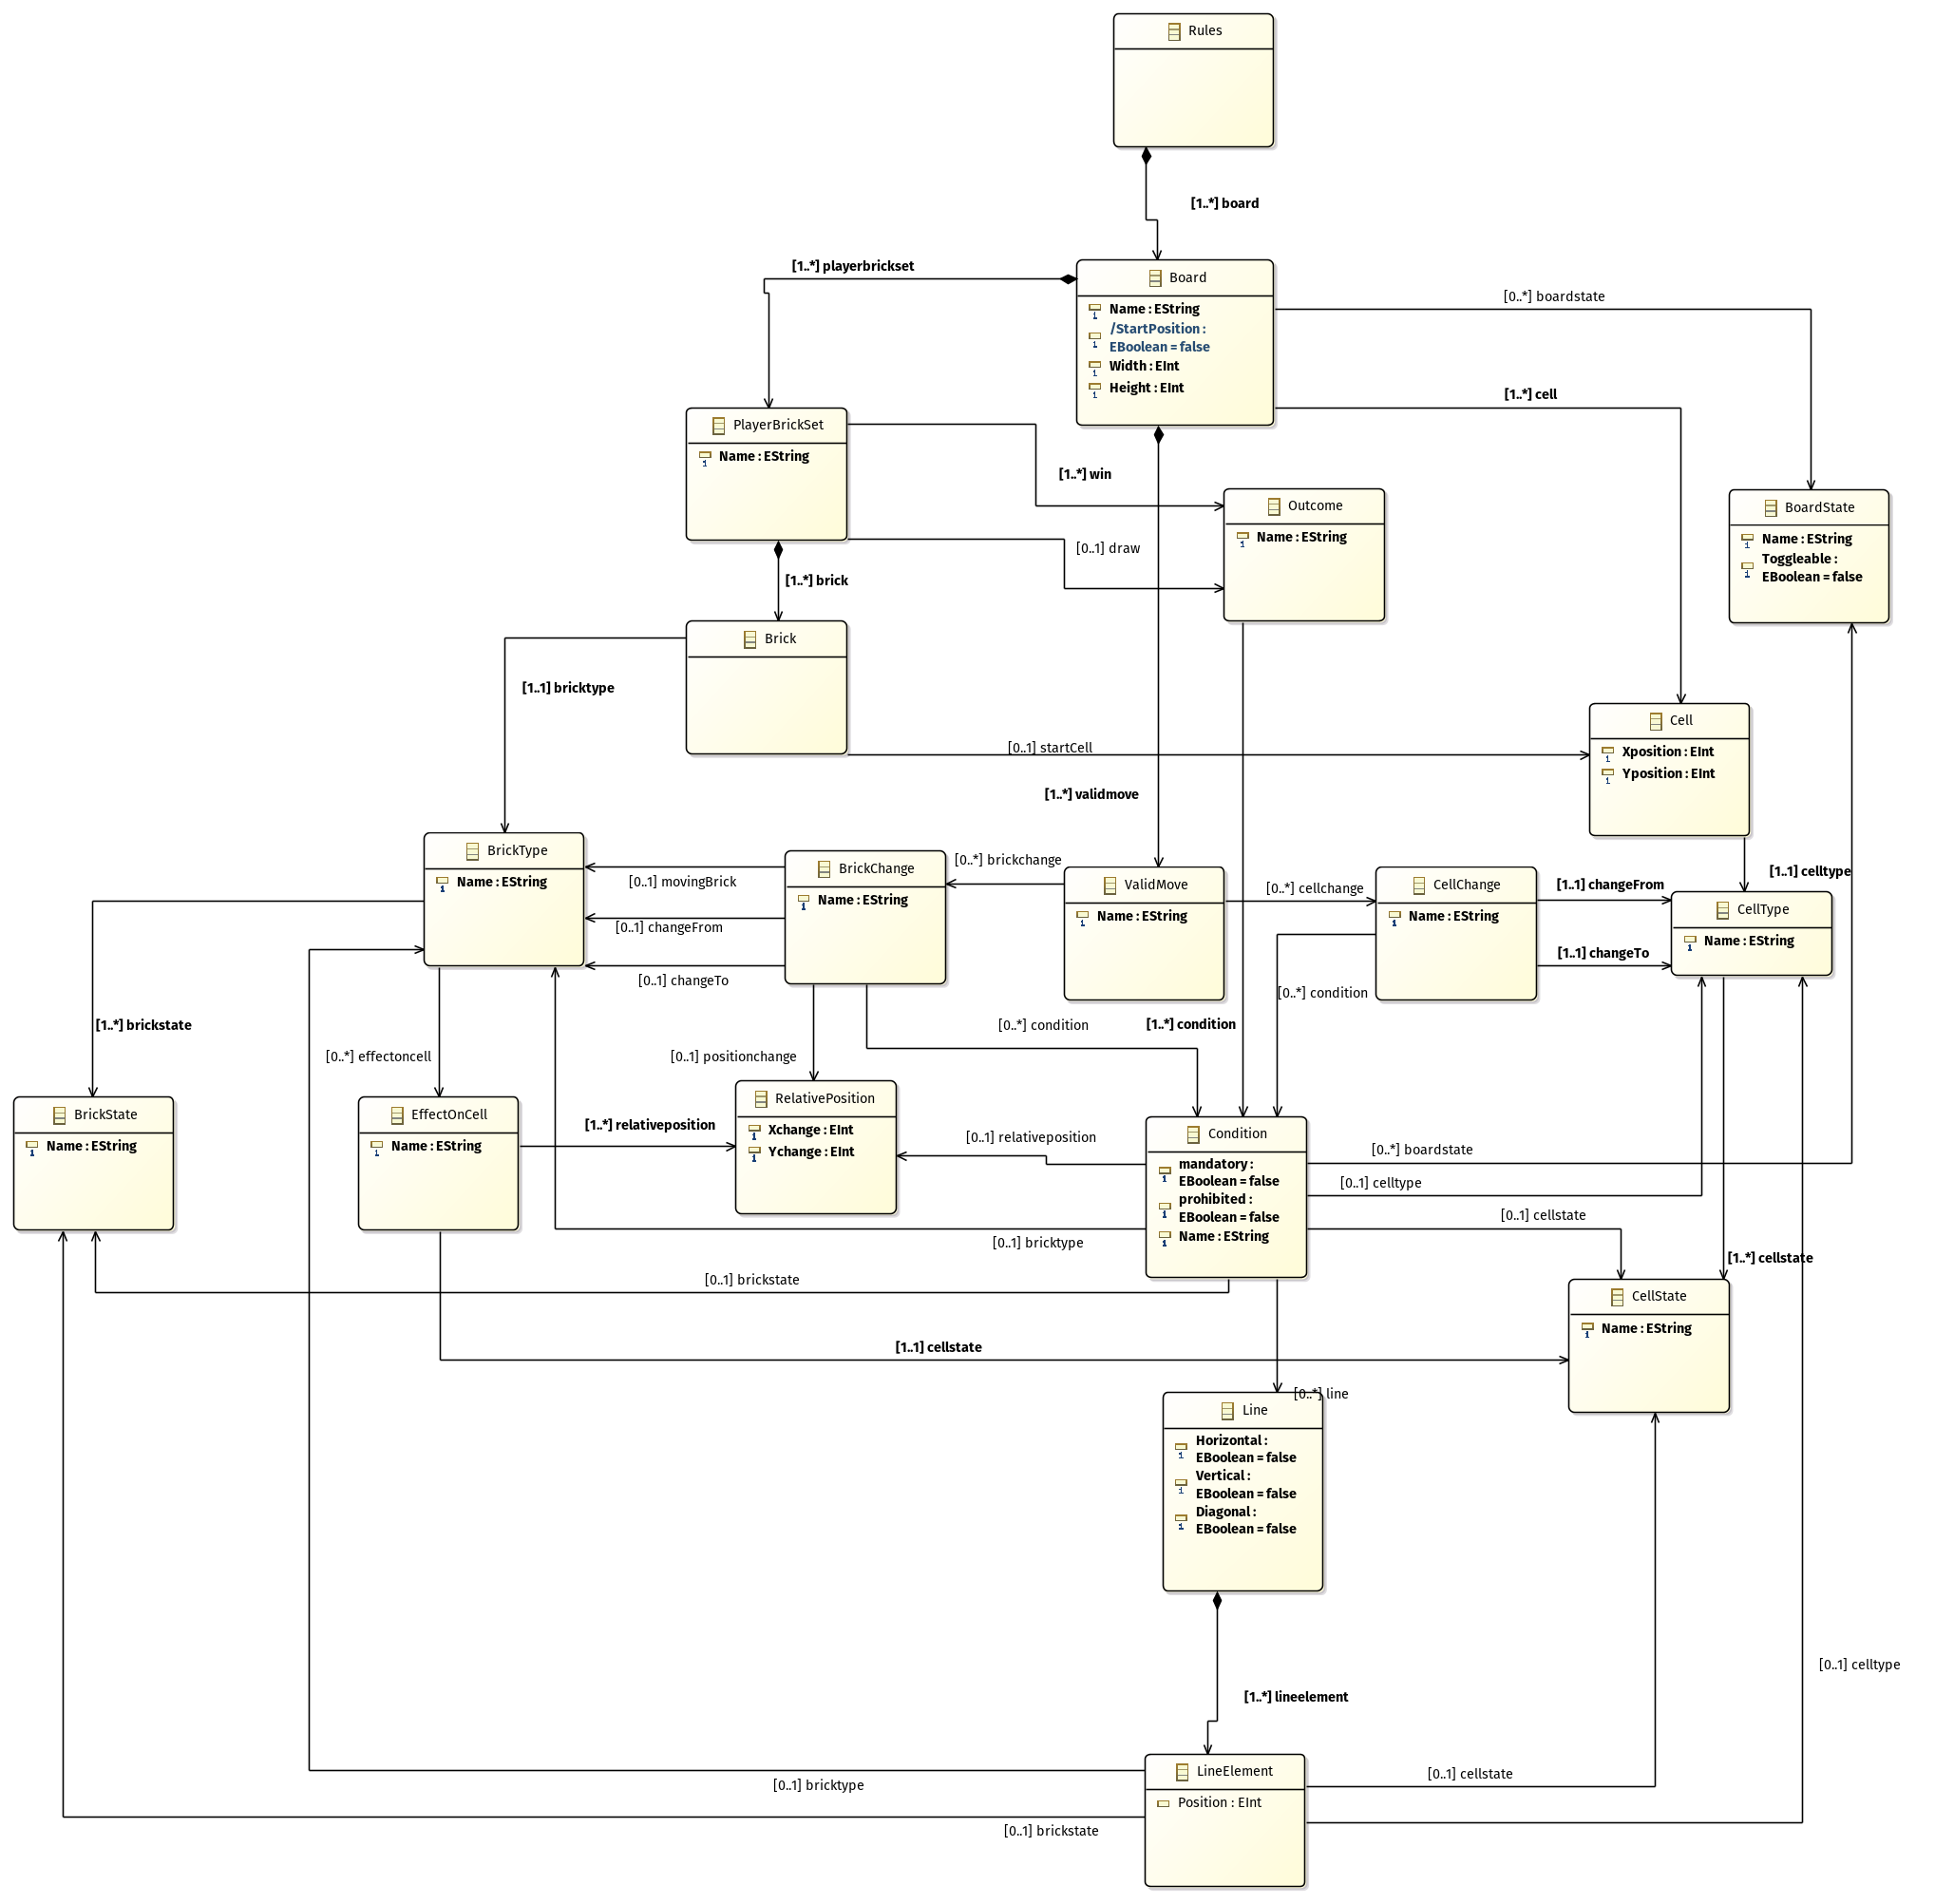 Rules
[1..*] board
[1..*] playerbrickset
Board
Name : EString
/StartPosition :
EBoolean = false
Width : EInt
Height : EInt
[0..*] boardstate
[1..*] cell
PlayerBrickSet
Name : EString
[1..*] win
[0..1] draw
Outcome
Name : EString
BoardState
Name : EString
Toggleable :
EBoolean = false
[1..*] brick
Brick
[1..1] bricktype
[0..1] startCell
Cell
Xposition : EInt
Yposition : EInt
[1..*] validmove
BrickType
Name : EString
[0..1] movingBrick
[0..1] changeFrom
[0..1] changeTo
BrickChange
Name : EString
[0..*] brickchange
ValidMove
Name : EString
[0..*] cellchange
CellChange
Name : EString
[1..1] changeFrom
[1..1] changeTo
[1..1] celltype
CellType
Name : EString
[1..*] brickstate
[0..*] effectoncell
[0..1] positionchange
[0..*] condition
[1..*] condition
[0..*] condition
BrickState
Name : EString
EffectOnCell
Name : EString
[1..*] relativeposition
RelativePosition
Xchange : EInt
Ychange : EInt
[0..1] relativeposition
Condition
mandatory :
EBoolean = false
prohibited :
EBoolean = false
Name : EString
[0..*] boardstate
[0..1] celltype
[0..1] cellstate
[0..1] bricktype
[0..1] brickstate
[1..*] cellstate
CellState
Name : EString
[1..1] cellstate
[0..*] line
Line
Horizontal :
EBoolean = false
Vertical :
EBoolean = false
Diagonal :
EBoolean = false
[0..1] celltype
[1..*] lineelement
LineElement
Position : EInt
[0..1] cellstate
[0..1] bricktype
[0..1] brickstate